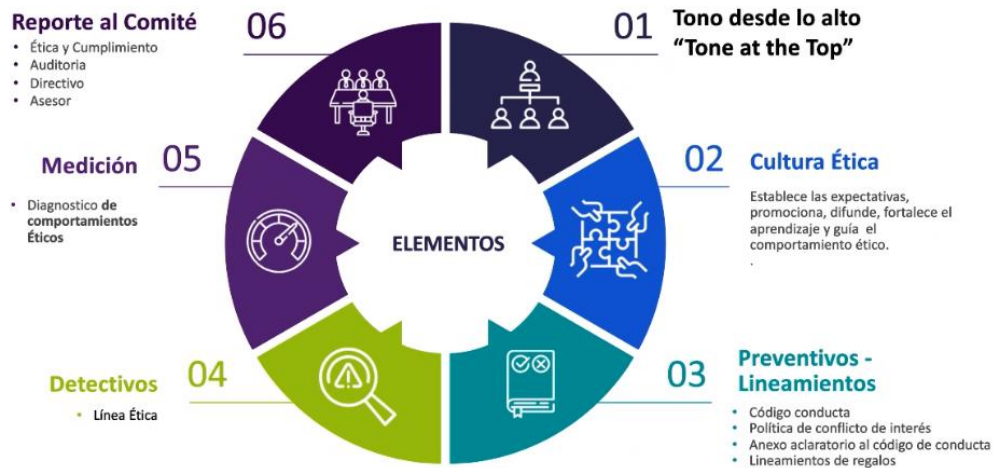 Reporte al Comité
• Ética y Cumplimiento
• Auditoria
• Directivo
• Asesor
06
01
Tono desde lo alto
“Tone at the Top”
Medición
05
• Diagnostico de
comportamientos
Éticos
02
Cultura Ética
Establece las expectativas,
promociona, difunde, fortalece el
aprendizaje y guía el
comportamiento ético.
.
ELEMENTOS
Detectivos
04
• Línea Ética
03
Preventivos -
Lineamientos
• Código conducta
• Política de conflicto de interés
• Anexo aclaratorio al código de conducta
• Lineamientos de regalos